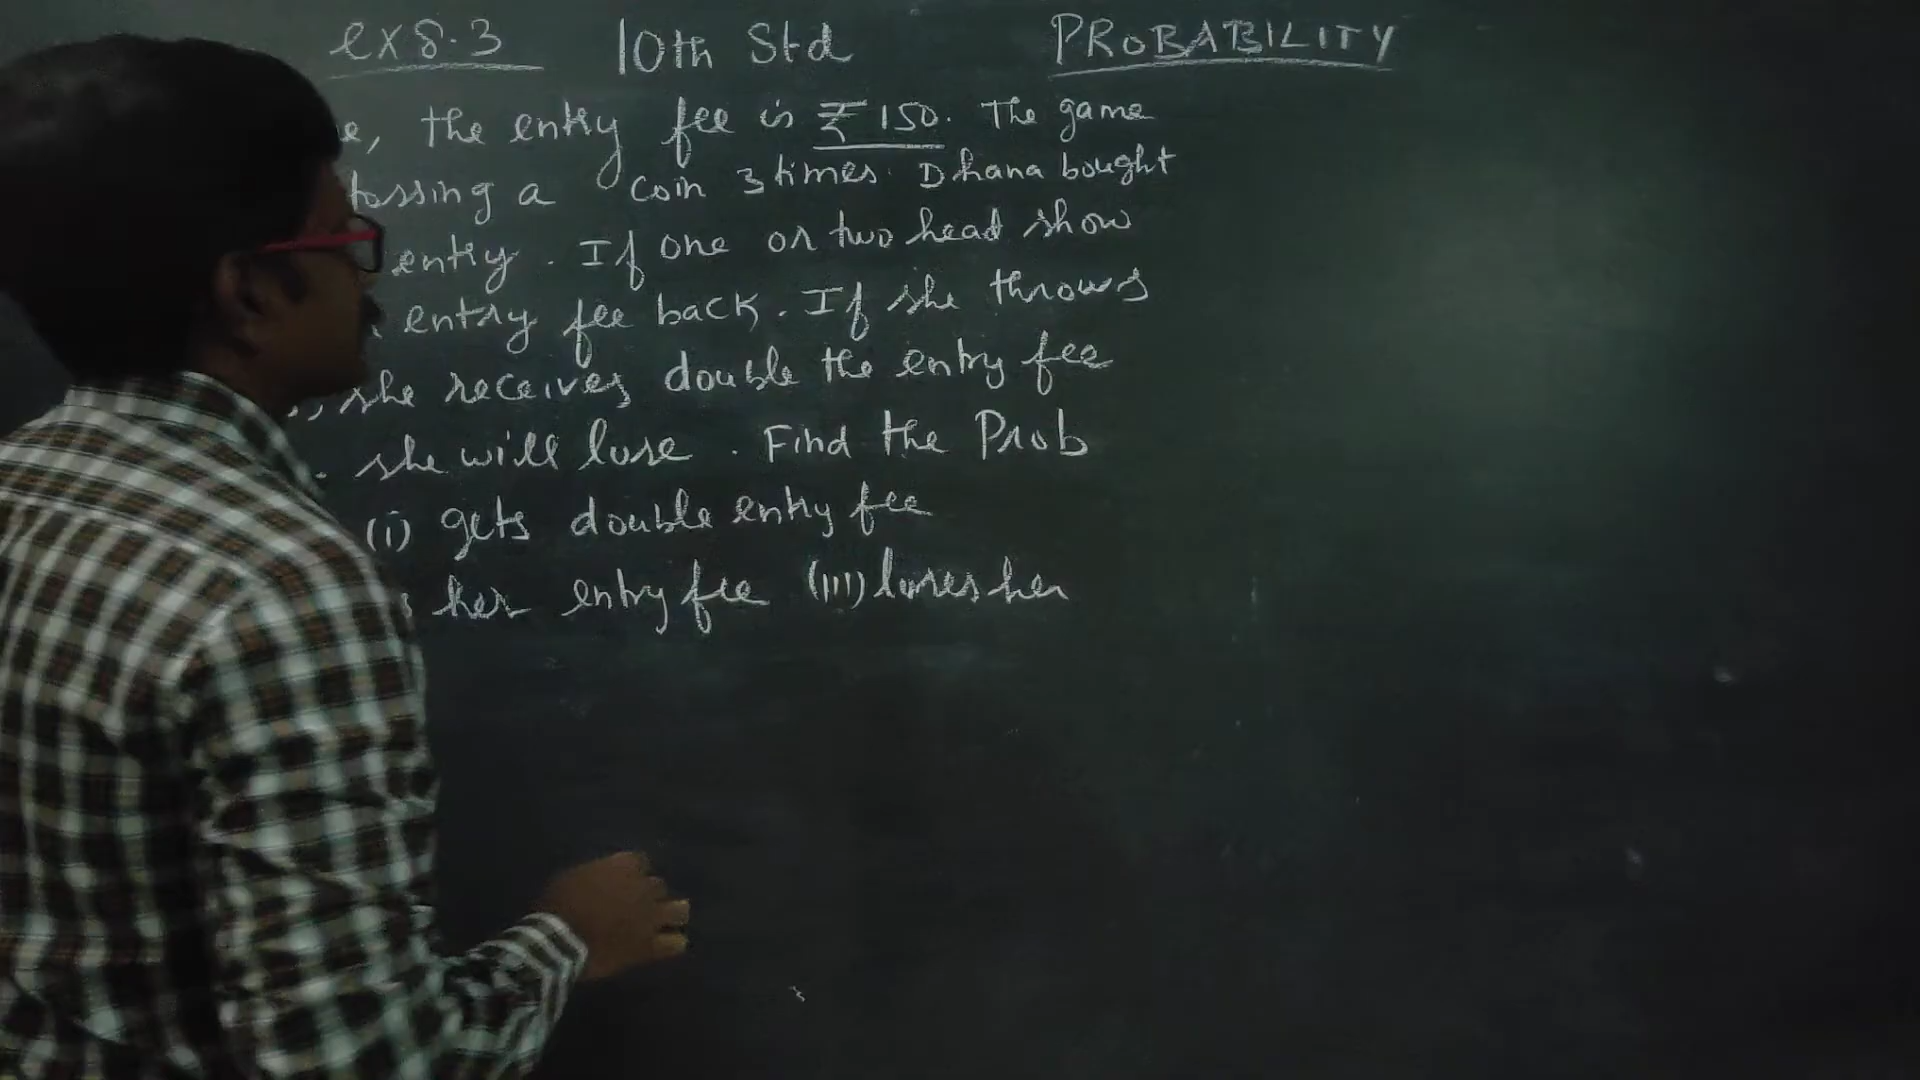 ex 8.3 10th Std PROBABILITY
e, the entry fee is ₹ 150. The game
tossing a coin 3 times. Dhana bought
entry. If one or two head show
entry fee back. If she throws
, she receives double the entry fee
. she will lose. Find the Prob
(i) gets double entry fee
s her entry fee (iii) loses her